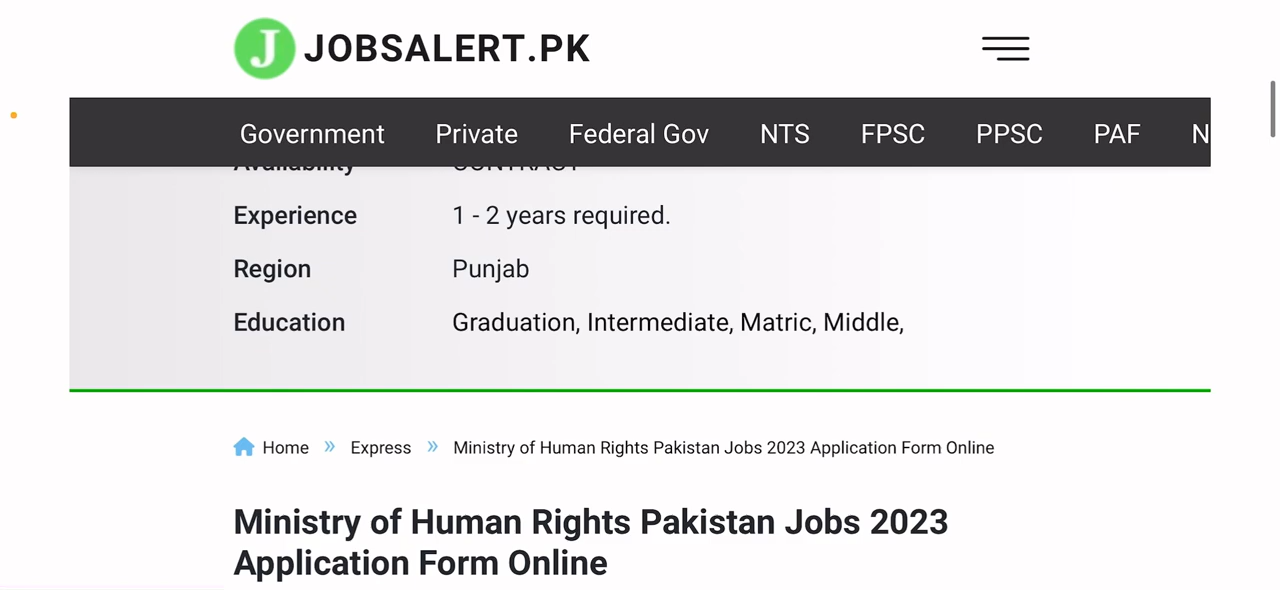 J JOBSALERT.PK
Government Private Federal Gov NTS FPSC PPSC PAF N
Availability CONTRACT
Experience 1 - 2 years required.
Region Punjab
Education Graduation, Intermediate, Matric, Middle,
Home » Express » Ministry of Human Rights Pakistan Jobs 2023 Application Form Online
Ministry of Human Rights Pakistan Jobs 2023
Application Form Online